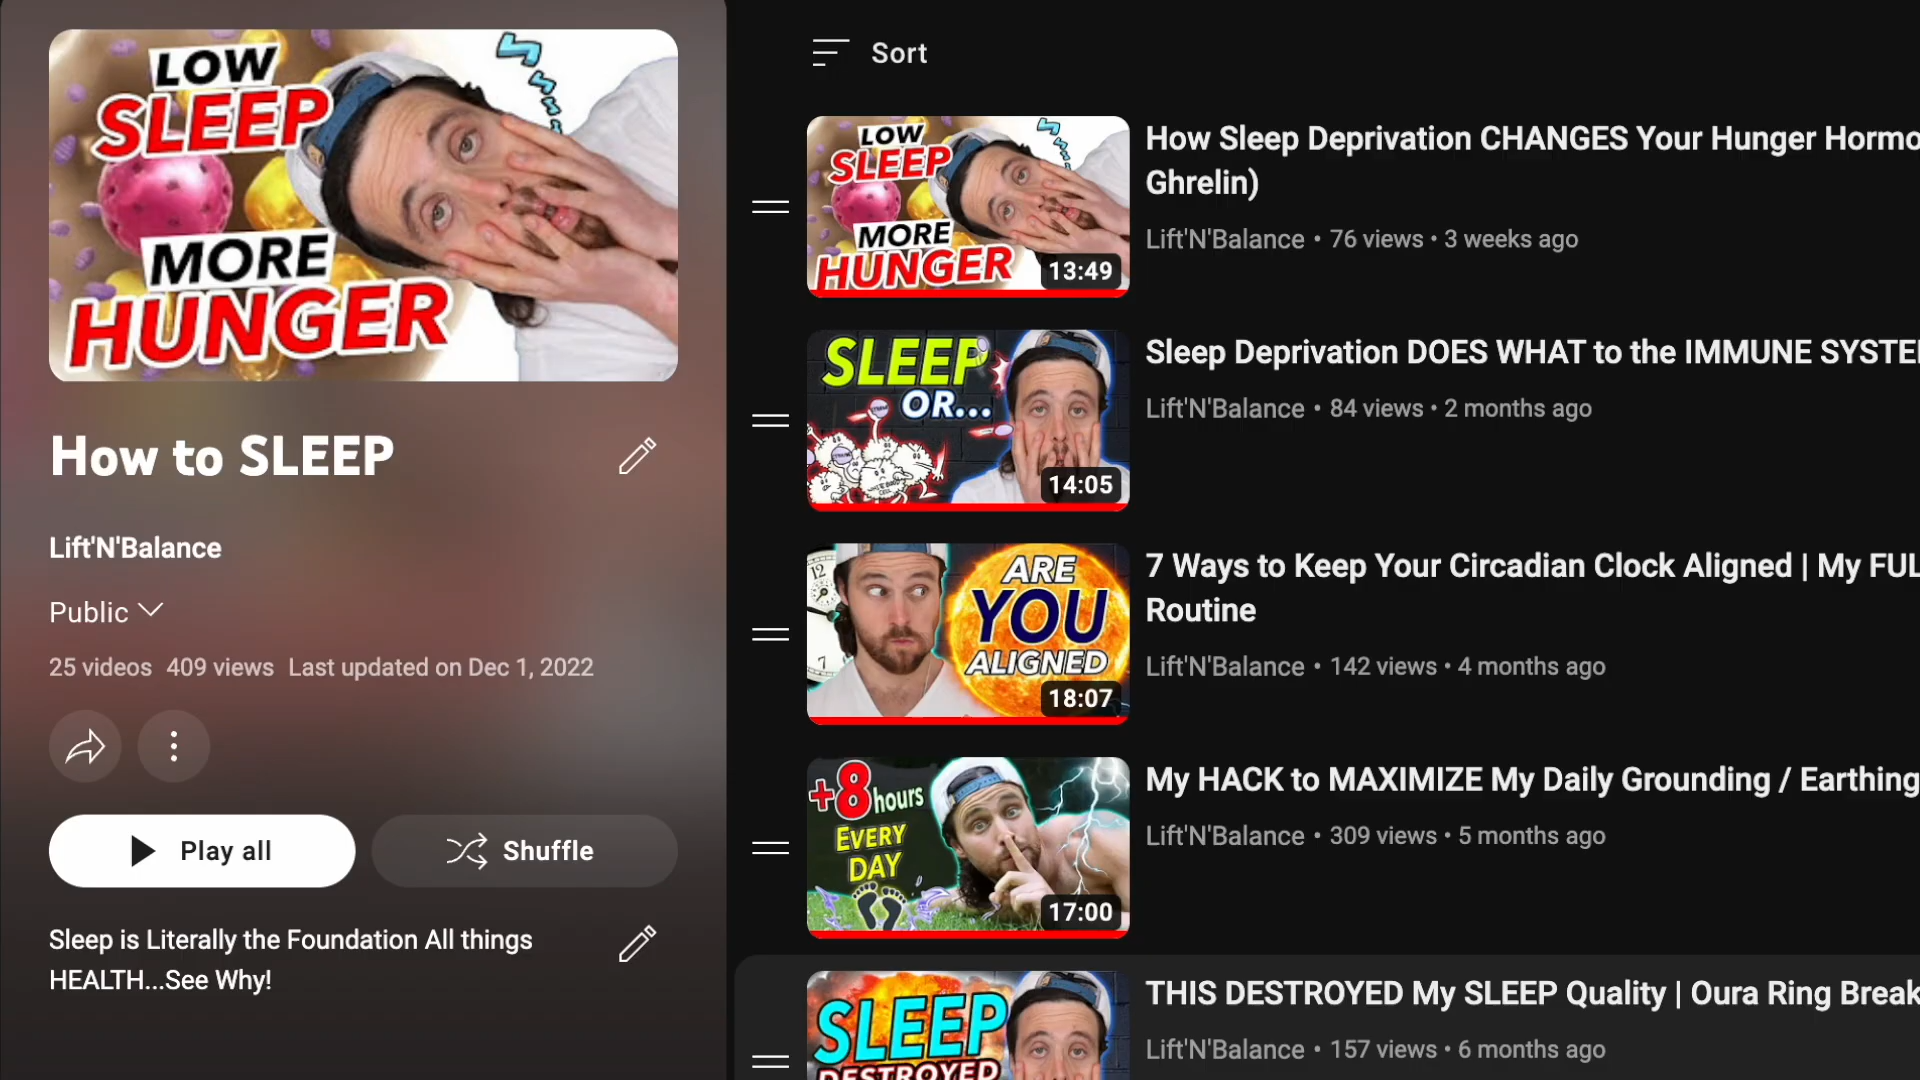 LOW
SLEEP
MORE
HUNGER
How to SLEEP
Lift'N'Balance
Public
25 videos 409 views Last updated on Dec 1, 2022
Play all
Shuffle
Sleep is Literally the Foundation All things
HEALTH...See Why!
Sort
LOW
SLEEP
MORE
HUNGER
13:49
How Sleep Deprivation CHANGES Your Hunger Hormo
Ghrelin)
Lift'N'Balance • 76 views • 3 weeks ago
SLEEP
OR...
14:05
Sleep Deprivation DOES WHAT to the IMMUNE SYSTE
Lift'N'Balance • 84 views • 2 months ago
12
7
ARE
YOU
ALIGNED
18:07
7 Ways to Keep Your Circadian Clock Aligned | My FUL
Routine
Lift'N'Balance • 142 views • 4 months ago
+8 hours
EVERY
DAY
17:00
My HACK to MAXIMIZE My Daily Grounding / Earthing
Lift'N'Balance • 309 views • 5 months ago
SLEEP
DESTROYED
THIS DESTROYED My SLEEP Quality | Oura Ring Break
Lift'N'Balance • 157 views • 6 months ago